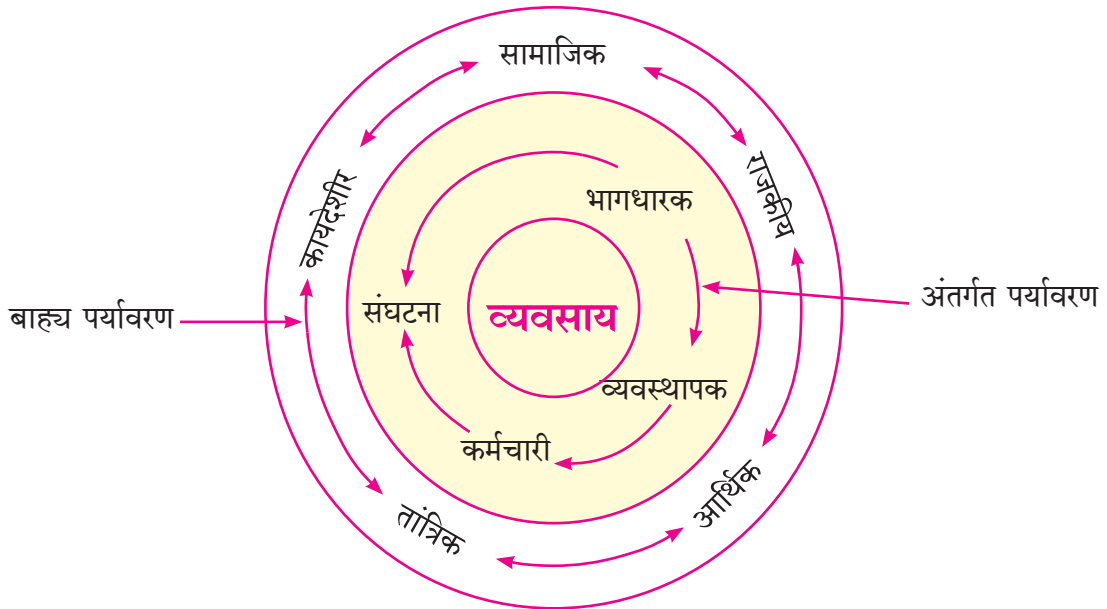 सामाजिक
राजकीय
कायदेशीर
भागधारक
अंतर्गत पर्यावरण
संघटना
व्यवसाय
बाह्य पर्यावरण
व्यवस्थापक
कर्मचारी
आर्थिक
तांत्रिक